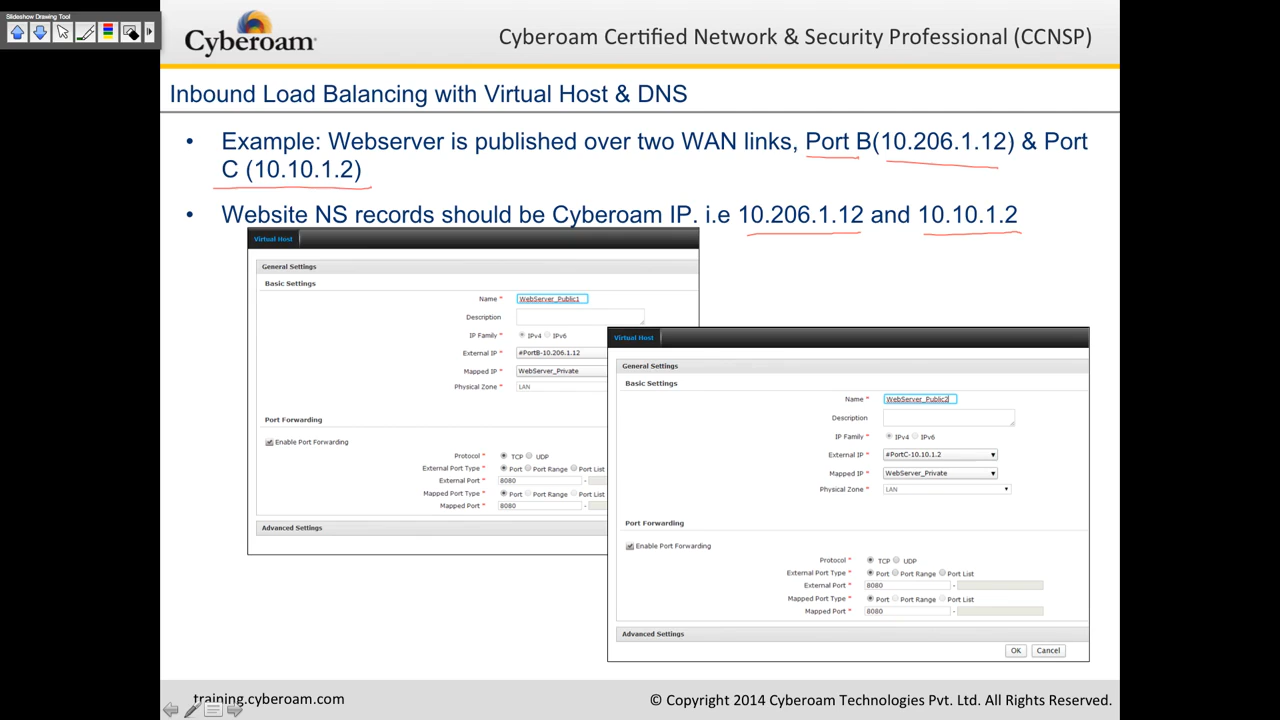 Slideshow Drawing Tool
Cyberoam
Cyberoam Certified Network & Security Professional (CCNSP)
Inbound Load Balancing with Virtual Host & DNS
• Example: Webserver is published over two WAN links, Port B(10.206.1.12) & Port
C (10.10.1.2)
• Website NS records should be Cyberoam IP. i.e 10.206.1.12 and 10.10.1.2
Virtual Host
General Settings
Basic Settings
Name * WebServer_Public1
Description
IP Family * IPv4 IPv6
External IP * #PortB-10.206.1.12
Mapped IP * WebServer_Private
Physical Zone * LAN
Port Forwarding
Enable Port Forwarding
Protocol * TCP UDP
External Port Type * Port Port Range Port List
External Port * 8080 -
Mapped Port Type * Port Port Range Port List
Mapped Port * 8080 -
Advanced Settings
Virtual Host
General Settings
Basic Settings
Name * WebServer_Public2
Description
IP Family * IPv4 IPv6
External IP * #PortC-10.10.1.2
Mapped IP * WebServer_Private
Physical Zone * LAN
Port Forwarding
Enable Port Forwarding
Protocol * TCP UDP
External Port Type * Port Port Range Port List
External Port * 8080 -
Mapped Port Type * Port Port Range Port List
Mapped Port * 8080 -
Advanced Settings
OK Cancel
training.cyberoam.com
© Copyright 2014 Cyberoam Technologies Pvt. Ltd. All Rights Reserved.